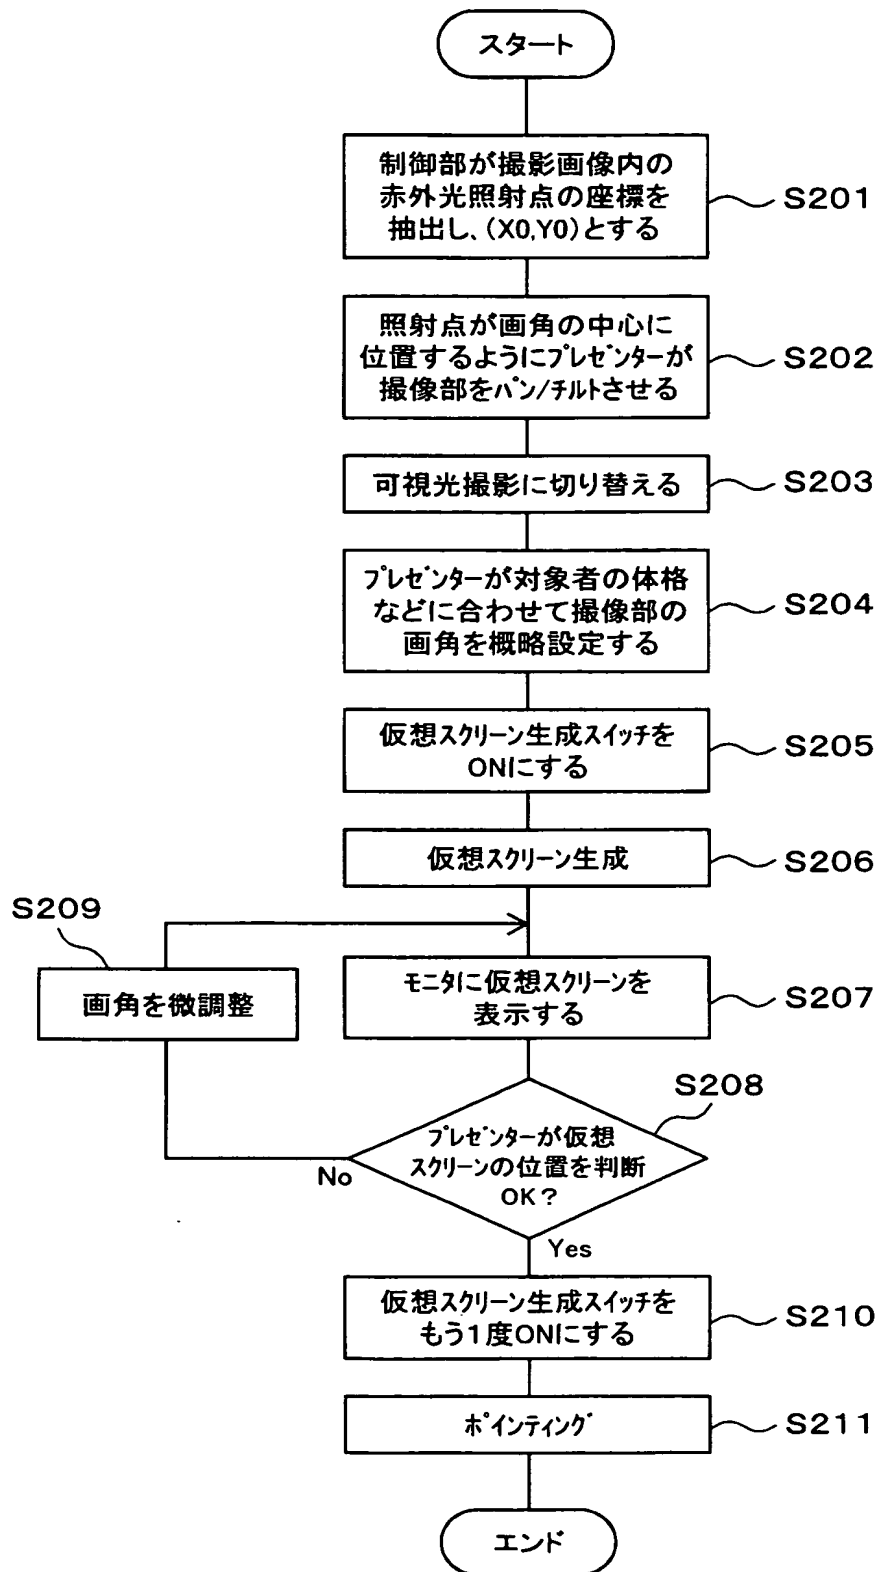 スタート
制御部が撮影画像内の
赤外光照射点の座標を
抽出し、(X0,Y0)とする
S201
照射点が画角の中心に
位置するようにプレゼンターが
撮像部をパン/チルトさせる
S202
可視光撮影に切り替える
S203
プレゼンターが対象者の体格
などに合わせて撮像部の
画角を概略設定する
S204
仮想スクリーン生成スイッチを
ONにする
S205
仮想スクリーン生成
S206
S209
画角を微調整
モニタに仮想スクリーンを
表示する
S207
S208
プレゼンターが仮想
スクリーンの位置を判断
OK?
No
Yes
仮想スクリーン生成スイッチを
もう1度ONにする
S210
ポインティング
S211
エンド